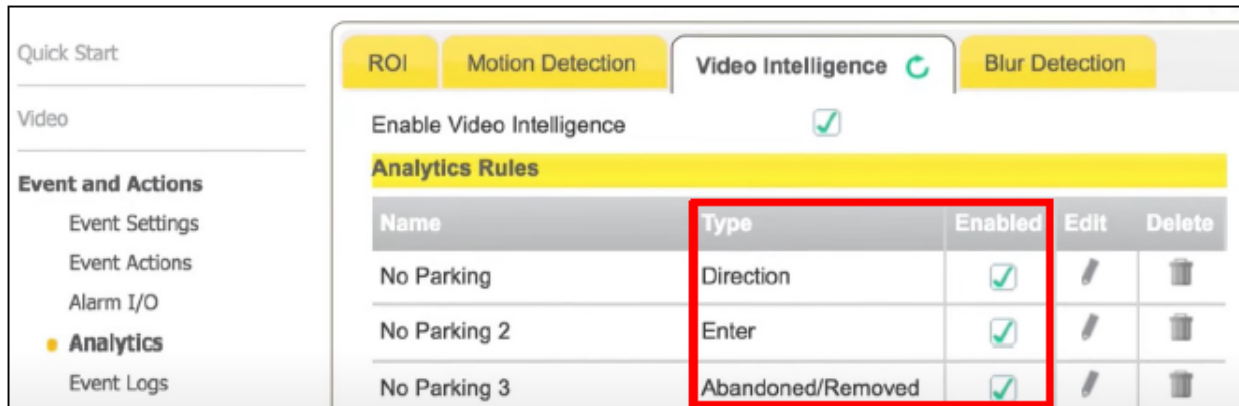 Quick Start
Video
Event and Actions
Event Settings
Event Actions
Alarm I/O
Analytics
Event Logs
ROI Motion Detection Video Intelligence Blur Detection
Enable Video Intelligence
Analytics Rules
Name Type Enabled Edit Delete
No Parking Direction
No Parking 2 Enter
No Parking 3 Abandoned/Removed